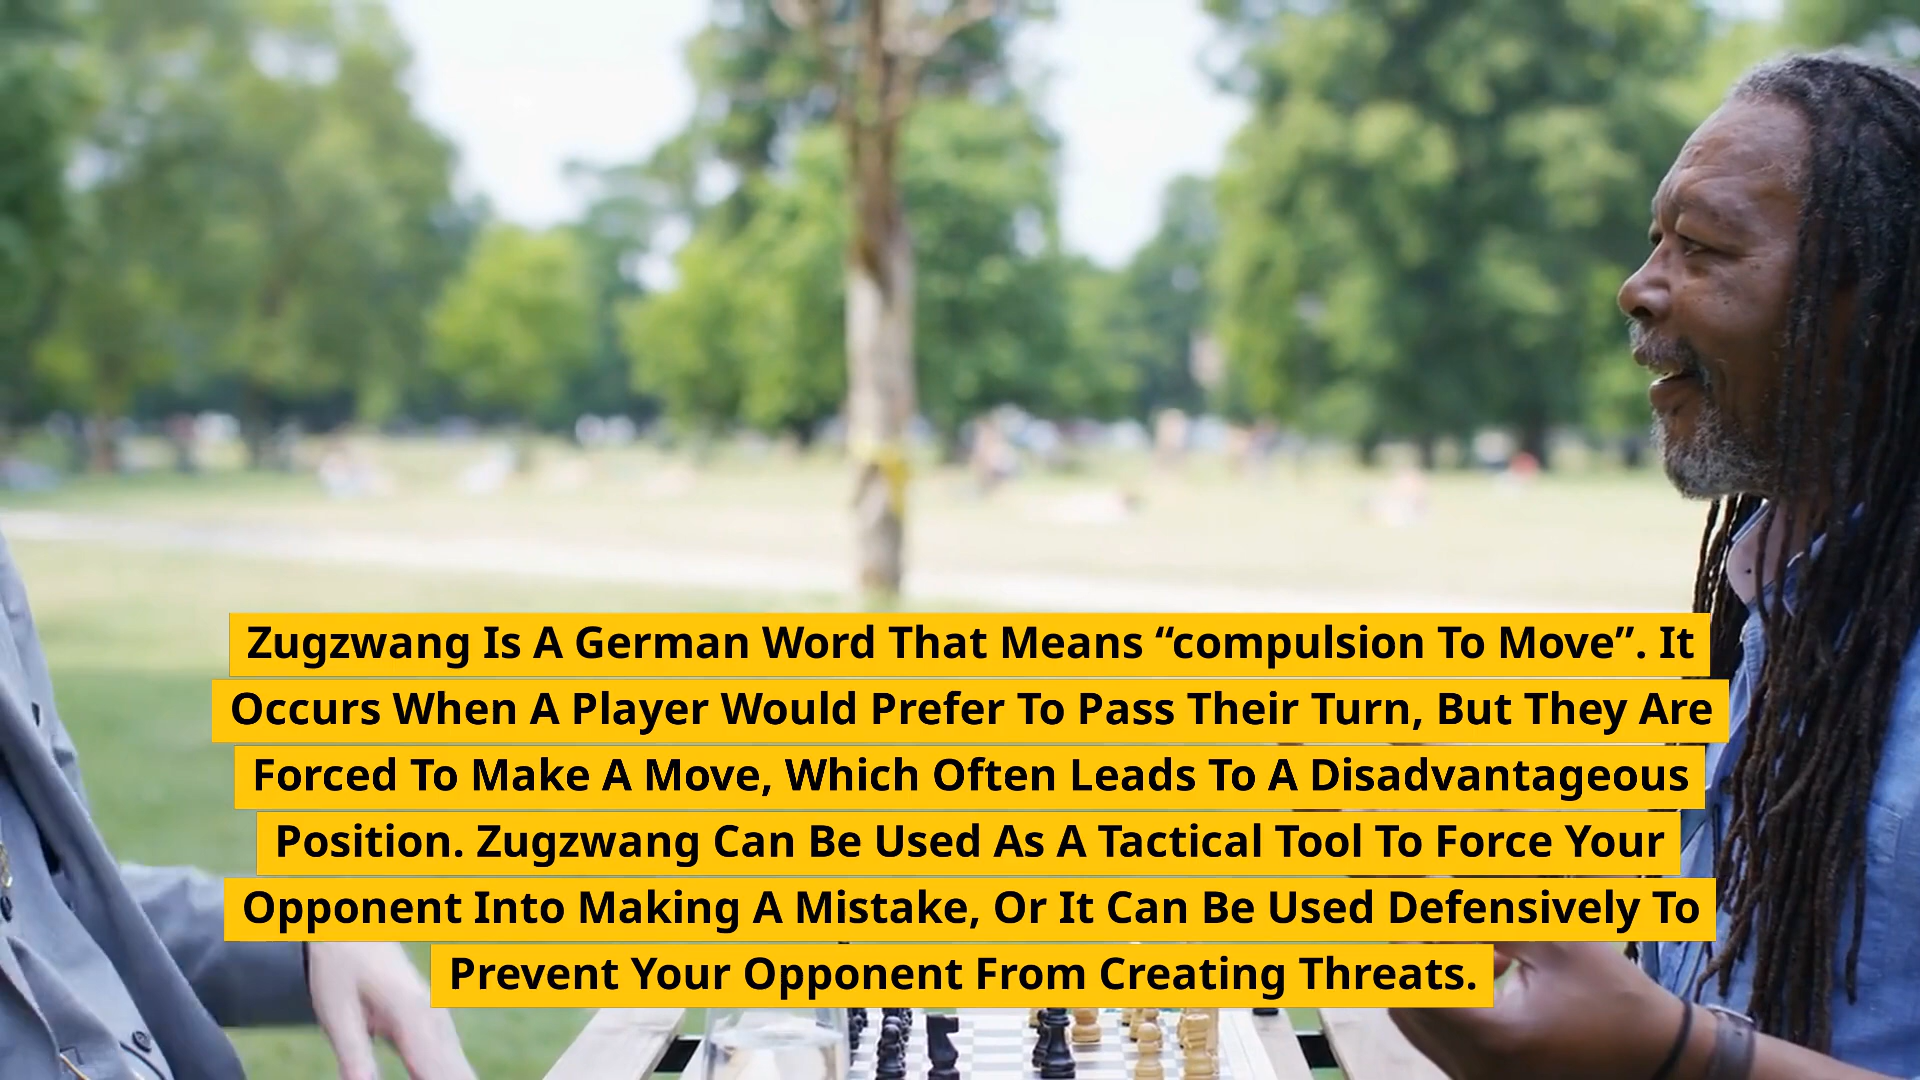 Zugzwang Is A German Word That Means “compulsion To Move”. It
Occurs When A Player Would Prefer To Pass Their Turn, But They Are
Forced To Make A Move, Which Often Leads To A Disadvantageous
Position. Zugzwang Can Be Used As A Tactical Tool To Force Your
Opponent Into Making A Mistake, Or It Can Be Used Defensively To
Prevent Your Opponent From Creating Threats.